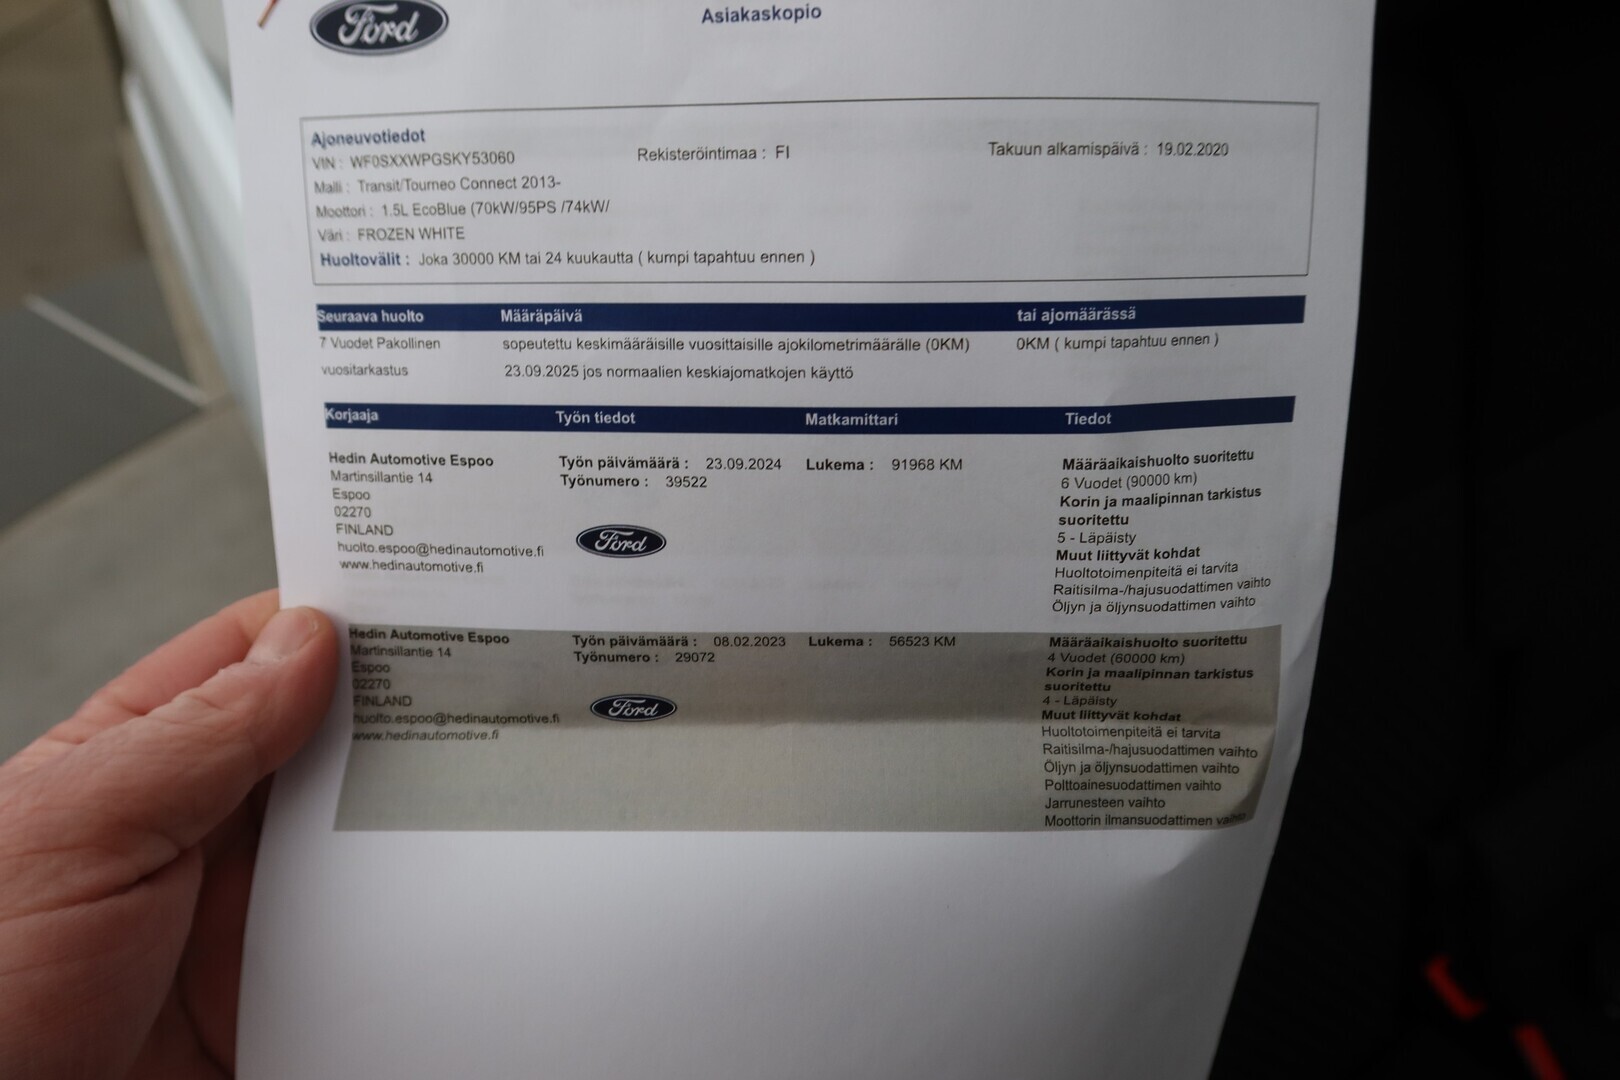 Ford
Asiakaskopio
Ajoneuvotiedot
VIN : WF0SXXWPGSKY53060
Rekisteröintimaa : FI
Takuun alkamispäivä : 19.02.2020
Malli : Transit/Tourneo Connect 2013-
Moottori : 1.5L EcoBlue (70kW/95PS /74kW/
Väri : FROZEN WHITE
Huoltovälit : Joka 30000 KM tai 24 kuukautta ( kumpi tapahtuu ennen )
Seuraava huolto Määräpäivä tai ajomäärässä
7 Vuodet Pakollinen sopeutettu keskimääräisille vuosittaisille ajokilometrimäärälle (0KM) 0KM ( kumpi tapahtuu ennen )
vuositarkastus 23.09.2025 jos normaalien keskiajomatkojen käyttö
Korjaaja Työn tiedot Matkamittari Tiedot
Hedin Automotive Espoo
Martinsillantie 14
Espoo
02270
FINLAND
huolto.espoo@hedinautomotive.fi
www.hedinautomotive.fi
Työn päivämäärä : 23.09.2024
Työnumero : 39522
Ford
Lukema : 91968 KM
Määräaikaishuolto suoritettu
6 Vuodet (90000 km)
Korin ja maalipinnan tarkistus
suoritettu
5 - Läpäisty
Muut liittyvät kohdat
Huoltotoimenpiteitä ei tarvita
Raitisilma-/hajusuodattimen vaihto
Öljyn ja öljynsuodattimen vaihto
Hedin Automotive Espoo
Martinsillantie 14
Espoo
02270
FINLAND
huolto.espoo@hedinautomotive.fi
www.hedinautomotive.fi
Työn päivämäärä : 08.02.2023
Työnumero : 29072
Ford
Lukema : 56523 KM
Määräaikaishuolto suoritettu
4 Vuodet (60000 km)
Korin ja maalipinnan tarkistus
suoritettu
4 - Läpäisty
Muut liittyvät kohdat
Huoltotoimenpiteitä ei tarvita
Raitisilma-/hajusuodattimen vaihto
Öljyn ja öljynsuodattimen vaihto
Polttoainesuodattimen vaihto
Jarrunesteen vaihto
Moottorin ilmansuodattimen vaihto